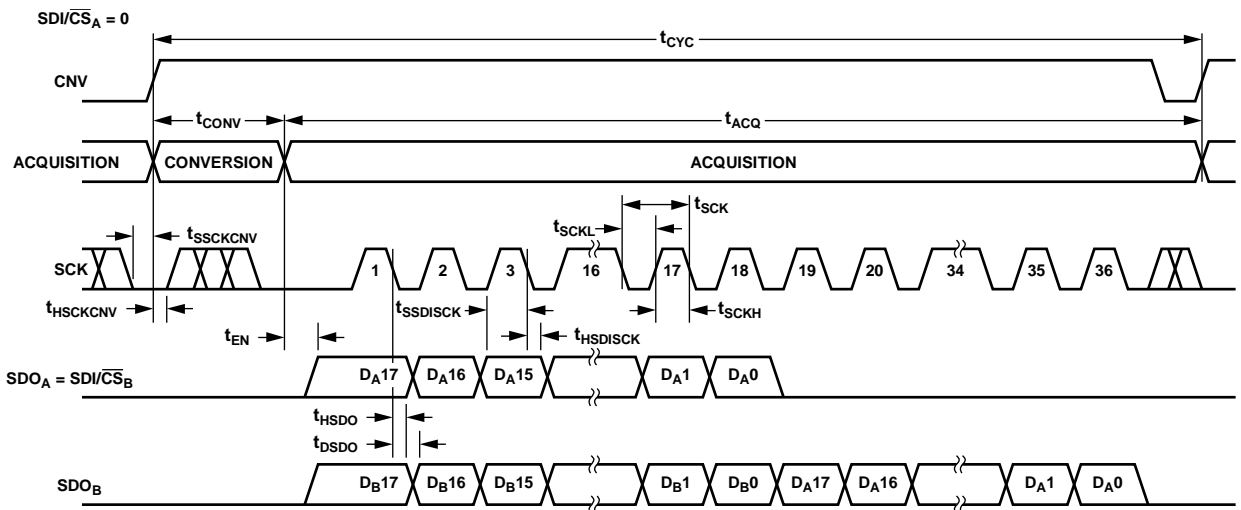 SDI/CSA = 0
tCYC
CNV
tCONV
tACQ
ACQUISITION CONVERSION ACQUISITION
tSCK
tSCKL
tSSCKCNV
SCK 1 2 3 16 17 18 19 20 34 35 36
tHSCKCNV
tSSDISCK
tSCKH
tEN
tHSDISCK
SDOA = SDI/CSB DA17 DA16 DA15 DA1 DA0
tHSDO
tDSDO
SDOB DB17 DB16 DB15 DB1 DB0 DA17 DA16 DA1 DA0